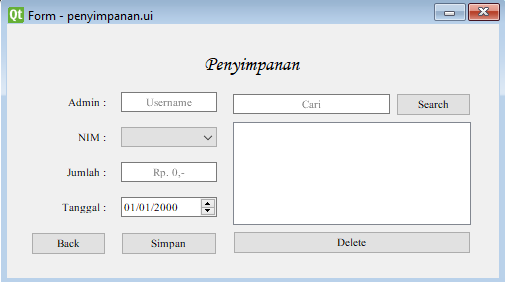 Qt Form - penyimpanan.ui
Penyimpanan
Admin : Username
Cari Search
NIM :
Jumlah : Rp. 0,-
Tanggal : 01/01/2000
Back Simpan Delete